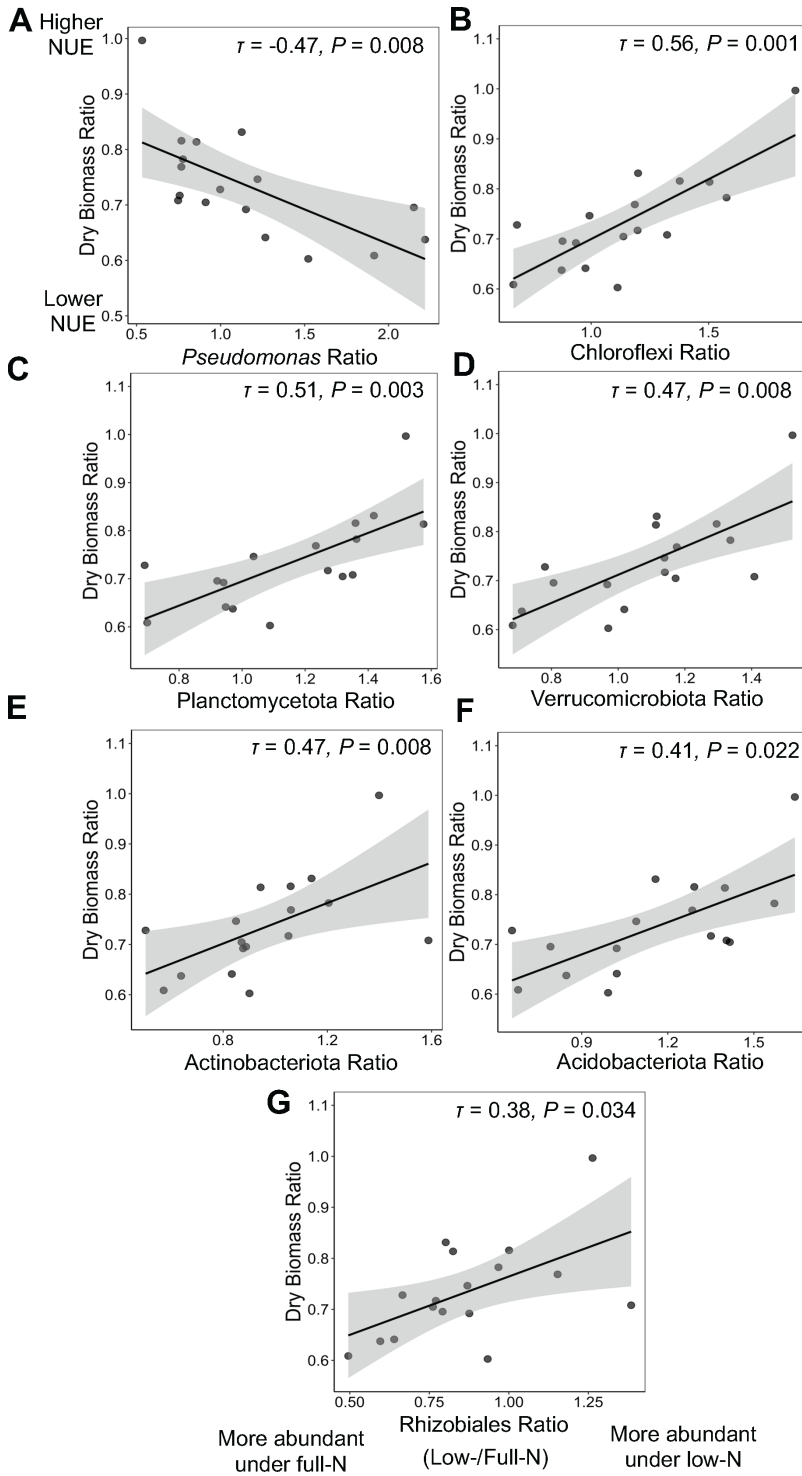 A
Higher
NUE
τ = -0.47, P = 0.008
1.0
0.9
0.8
0.7
0.6
0.5
Dry Biomass Ratio
Lower
NUE
0.5 1.0 1.5 2.0
Pseudomonas Ratio
B
τ = 0.56, P = 0.001
1.1
1.0
0.9
0.8
0.7
0.6
Dry Biomass Ratio
1.0 1.5
Chloroflexi Ratio
C
τ = 0.51, P = 0.003
1.1
1.0
0.9
0.8
0.7
0.6
Dry Biomass Ratio
0.8 1.0 1.2 1.4 1.6
Planctomycetota Ratio
D
τ = 0.47, P = 0.008
1.1
1.0
0.9
0.8
0.7
0.6
Dry Biomass Ratio
0.8 1.0 1.2 1.4
Verrucomicrobiota Ratio
E
τ = 0.47, P = 0.008
1.1
1.0
0.9
0.8
0.7
0.6
Dry Biomass Ratio
0.8 1.2 1.6
Actinobacteriota Ratio
F
τ = 0.41, P = 0.022
1.1
1.0
0.9
0.8
0.7
0.6
Dry Biomass Ratio
0.9 1.2 1.5
Acidobacteriota Ratio
G
τ = 0.38, P = 0.034
1.1
1.0
0.9
0.8
0.7
0.6
Dry Biomass Ratio
0.50 0.75 1.00 1.25
Rhizobiales Ratio
(Low-/Full-N)
More abundant
under full-N
More abundant
under low-N